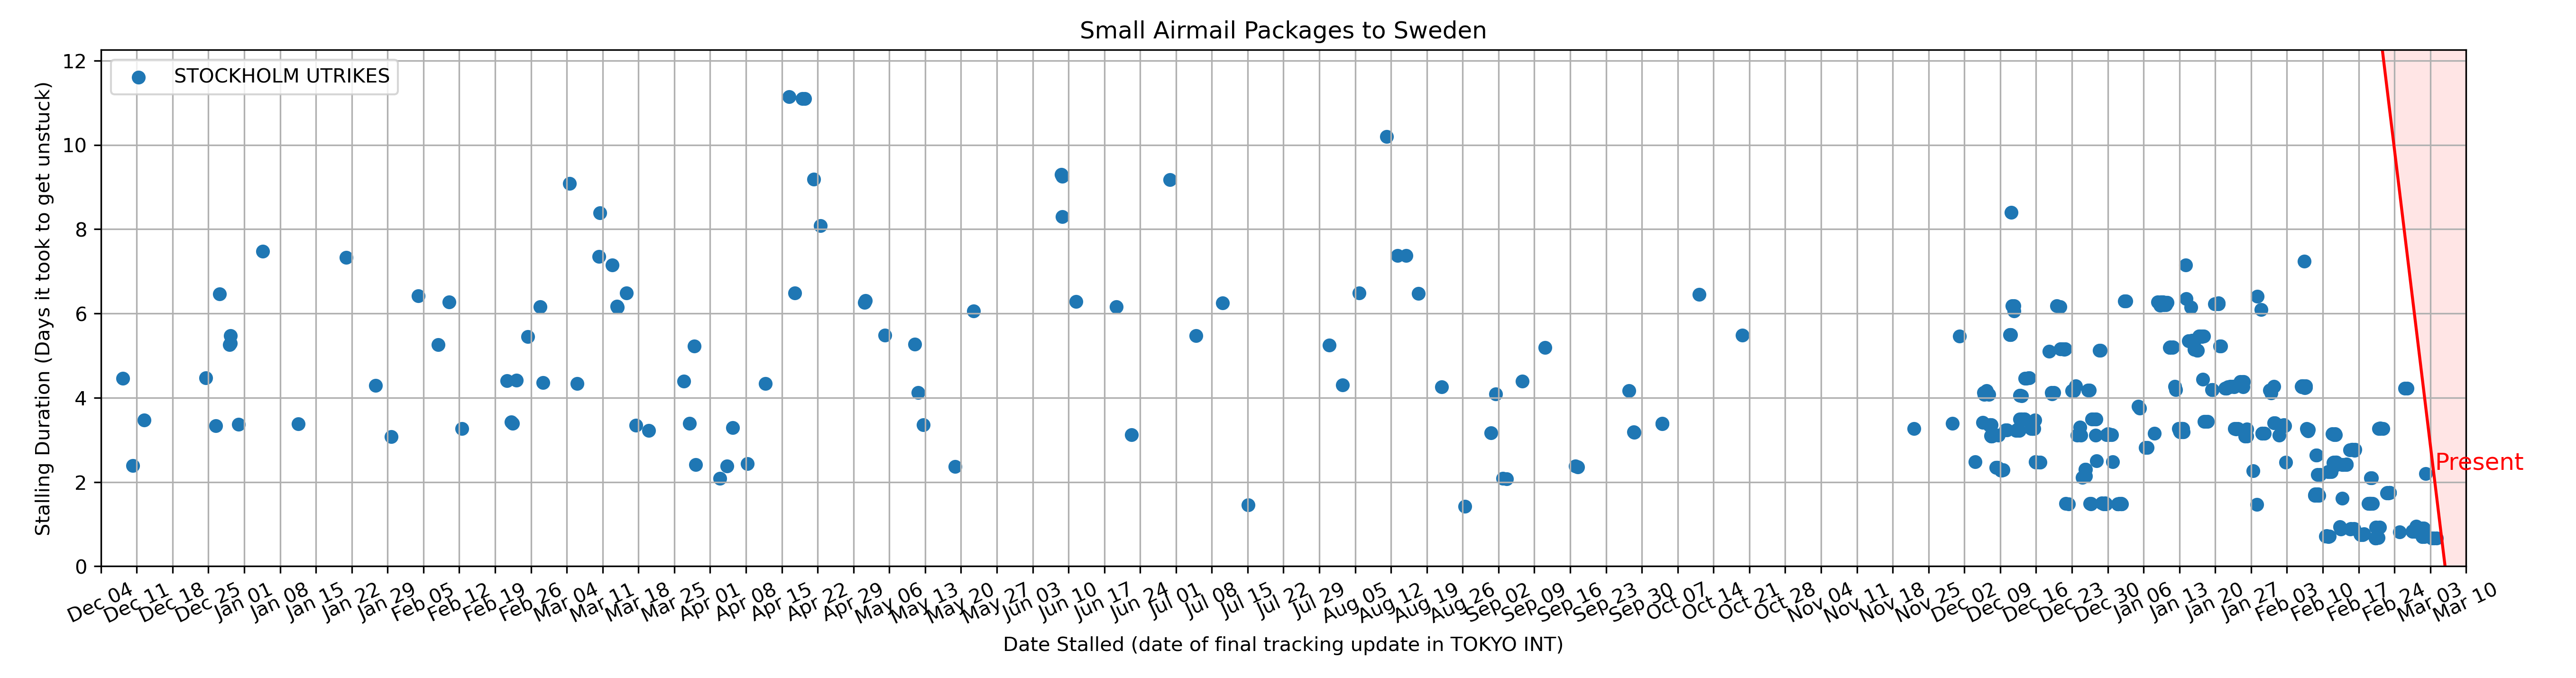 Small Airmail Packages to Sweden
STOCKHOLM UTRIKES
Stalling Duration (Days it took to get unstuck)
12
10
8
6
4
2
0
Present
Dec 04
Dec 11
Dec 18
Dec 25
Jan 01
Jan 08
Jan 15
Jan 22
Jan 29
Feb 05
Feb 12
Feb 19
Feb 26
Mar 04
Mar 11
Mar 18
Mar 25
Apr 01
Apr 08
Apr 15
Apr 22
Apr 29
May 06
May 13
May 20
May 27
Jun 03
Jun 10
Jun 17
Jun 24
Jul 01
Jul 08
Jul 15
Jul 22
Jul 29
Aug 05
Aug 12
Aug 19
Aug 26
Sep 02
Sep 09
Sep 16
Sep 23
Sep 30
Oct 07
Oct 14
Oct 21
Oct 28
Nov 04
Nov 11
Nov 18
Nov 25
Dec 02
Dec 09
Dec 16
Dec 23
Dec 30
Jan 06
Jan 13
Jan 20
Jan 27
Feb 03
Feb 10
Feb 17
Feb 24
Mar 03
Mar 10
Date Stalled (date of final tracking update in TOKYO INT)